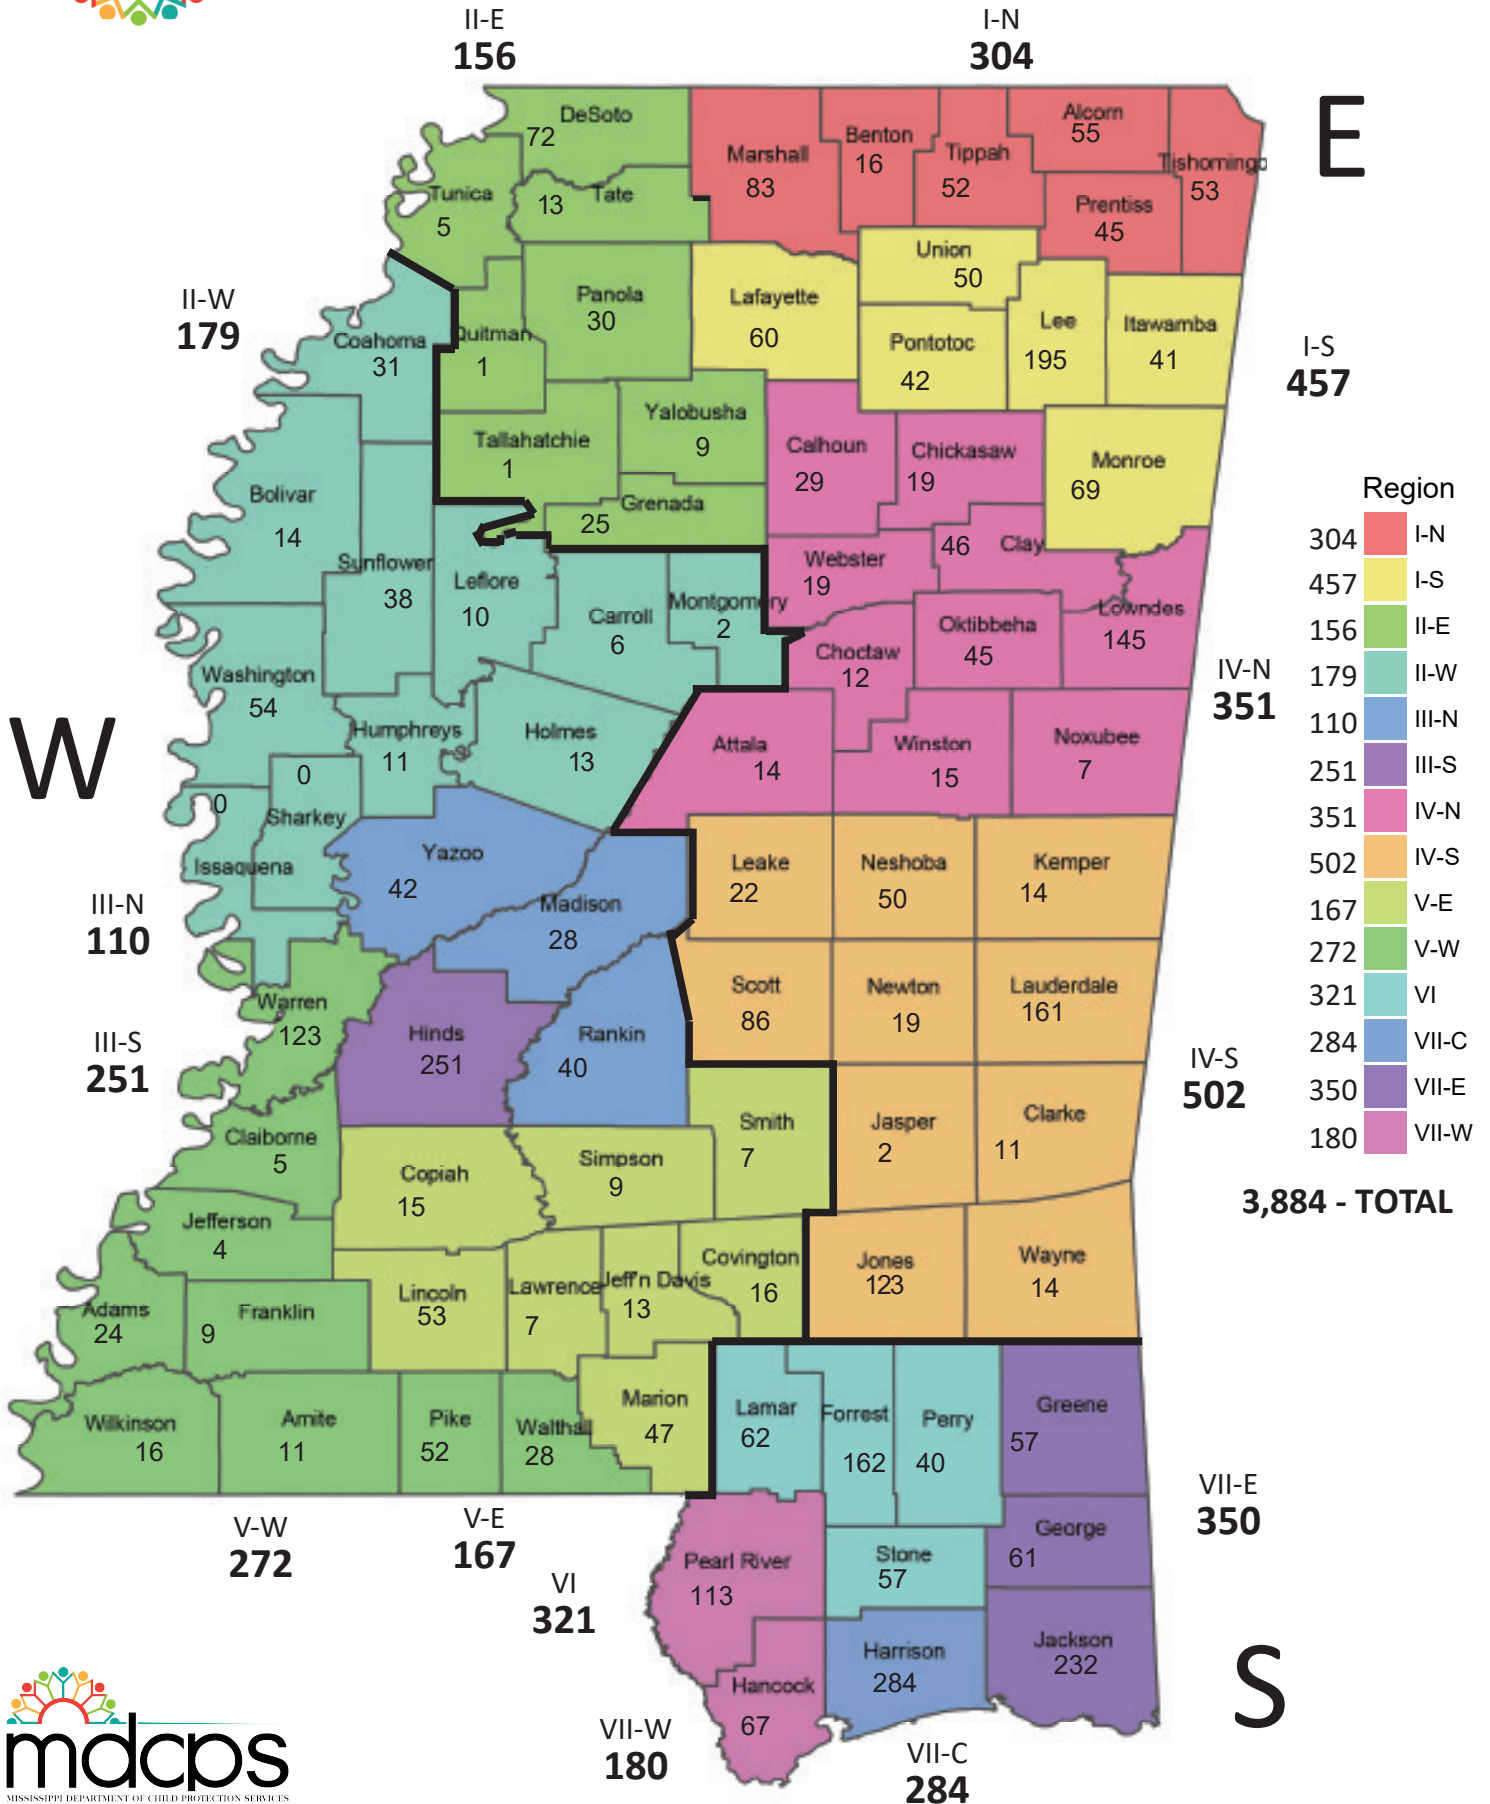 II-E
156
I-N
304
E
DeSoto
72
Marshall
83
Benton
16
Tippah
52
Alcorn
55
Tishomingo
53
Prentiss
45
Tunica
5
Tate
13
Union
50
II-W
179
Coahoma
31
Quitman
1
Panola
30
Lafayette
60
Pontotoc
42
Lee
195
Itawamba
41
I-S
457
Tallahatchie
1
Yalobusha
9
Calhoun
29
Chickasaw
19
Monroe
69
Bolivar
14
Grenada
25
Sunflower
38
Leflore
10
Carroll
6
Montgomery
2
Webster
19
46
Clay
Choctaw
12
Oktibbeha
45
Lowndes
145
Region
304 I-N
457 I-S
156 II-E
179 II-W
110 III-N
251 III-S
351 IV-N
502 IV-S
167 V-E
272 V-W
321 VI
284 VII-C
350 VII-E
180 VII-W
3,884 - TOTAL
IV-N
351
W
Washington
54
Humphreys
11
Holmes
13
Attala
14
Winston
15
Noxubee
7
0
Sharkey
0
Issaquena
Yazoo
42
Madison
28
Leake
22
Neshoba
50
Kemper
14
III-N
110
Warren
123
Hinds
251
Rankin
40
Scott
86
Newton
19
Lauderdale
161
III-S
251
IV-S
502
Claiborne
5
Copiah
15
Simpson
9
Smith
7
Jasper
2
Clarke
11
Jefferson
4
Adams
24
Franklin
9
Lincoln
53
Lawrence
7
Jeff'n Davis
13
Covington
16
Jones
123
Wayne
14
Wilkinson
16
Amite
11
Pike
52
Walthall
28
Marion
47
Lamar
62
Forrest
162
Perry
40
Greene
57
V-W
272
V-E
167
VI
321
VII-E
350
Pearl River
113
Stone
57
George
61
Hancock
67
Harrison
284
Jackson
232
S
VII-W
180
VII-C
284
mdcps
MISSISSIPPI DEPARTMENT OF CHILD PROTECTION SERVICES